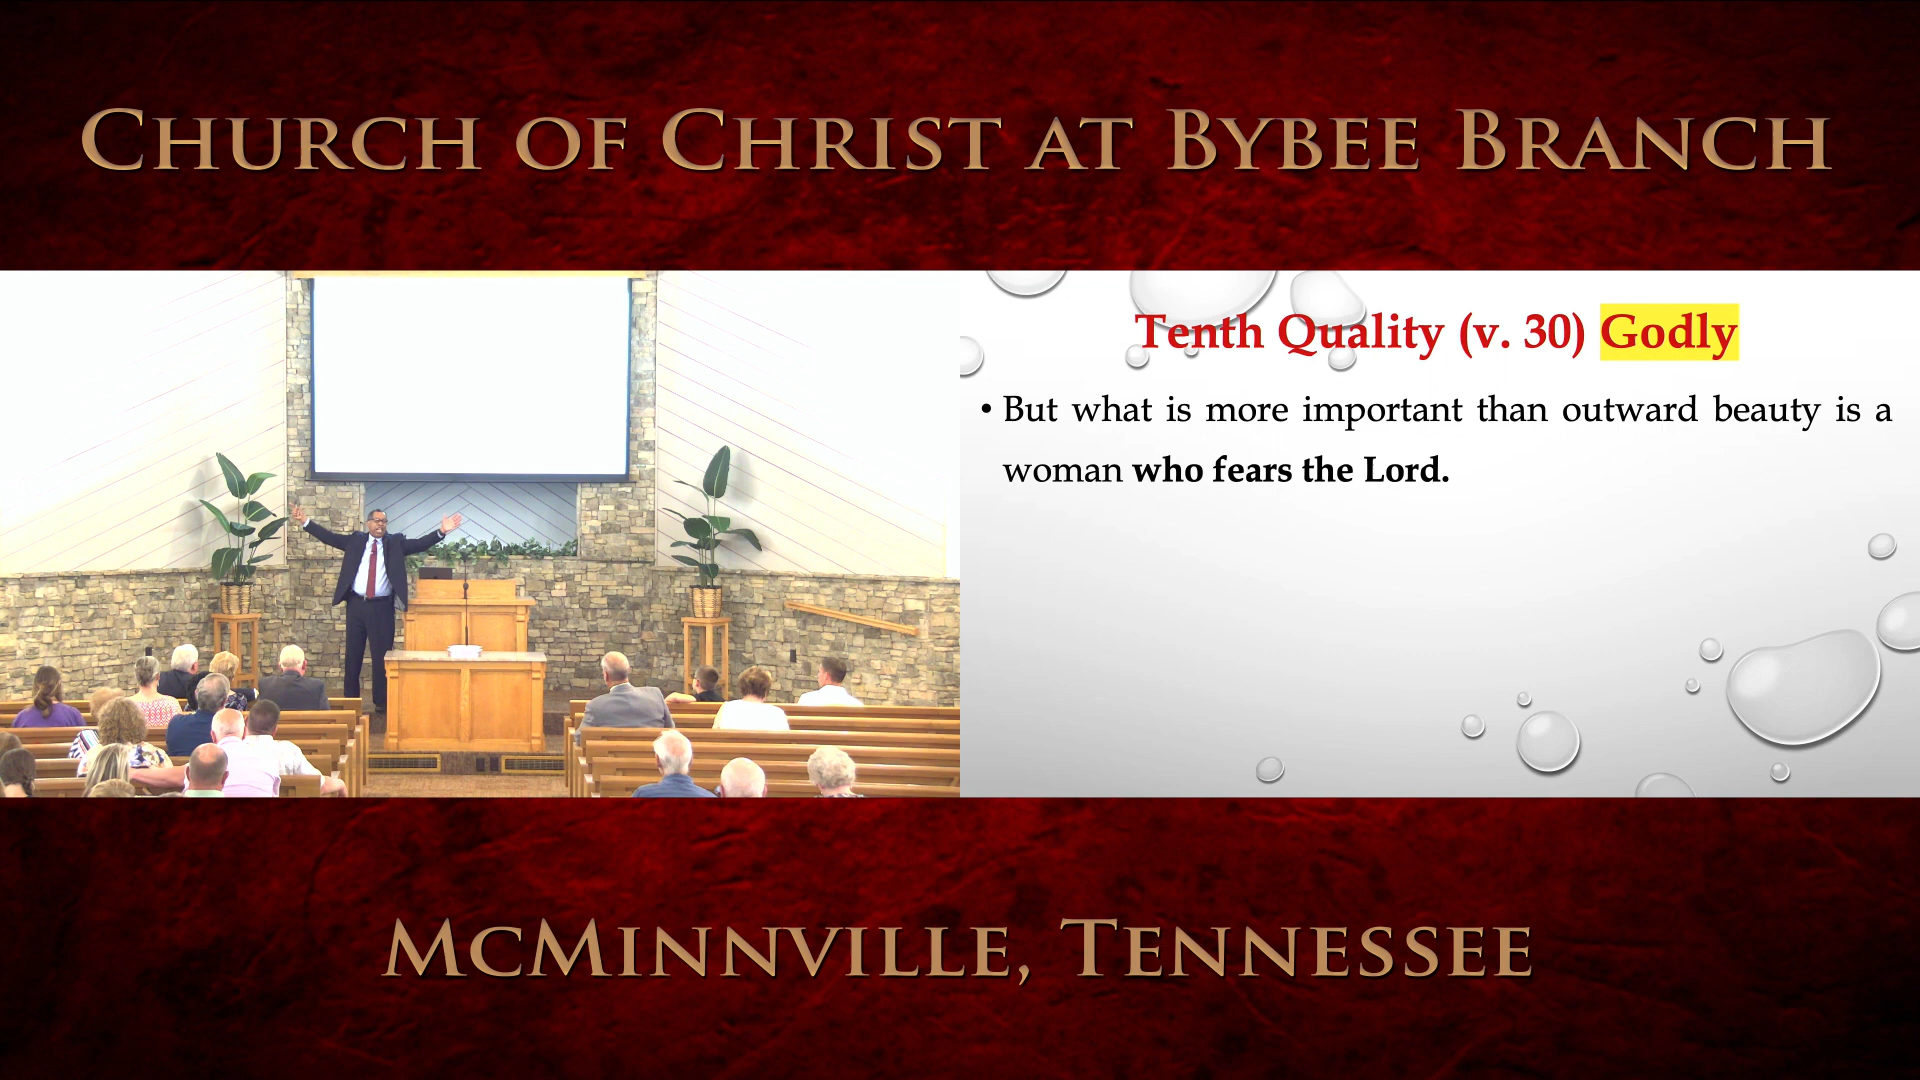 Church of Christ at Bybee Branch
Tenth Quality (v. 30) Godly
• But what is more important than outward beauty is a
woman who fears the Lord.
McMinnville, Tennessee